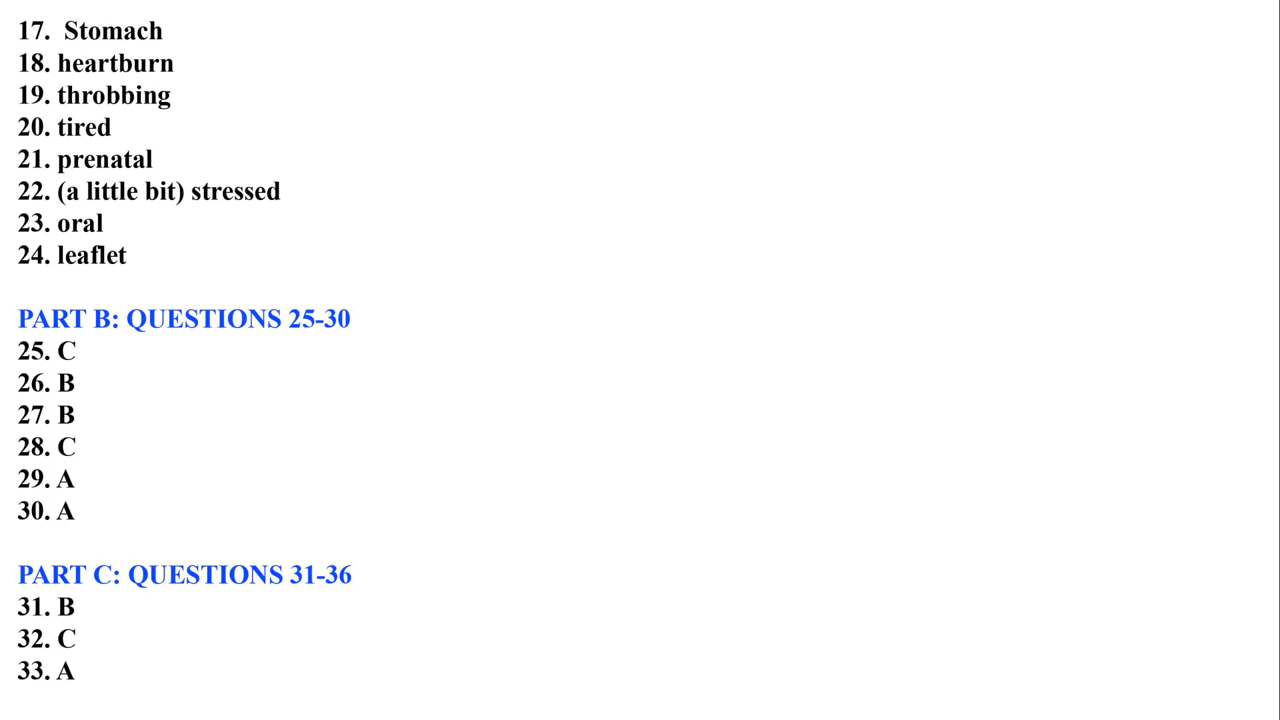 17.  Stomach
18. heartburn
19. throbbing
20. tired
21. prenatal
22. (a little bit) stressed
23. oral
24. leaflet
PART B: QUESTIONS 25-30
25. C
26. B
27. B
28. C
29. A
30. A
PART C: QUESTIONS 31-36
31. B
32. C
33. A